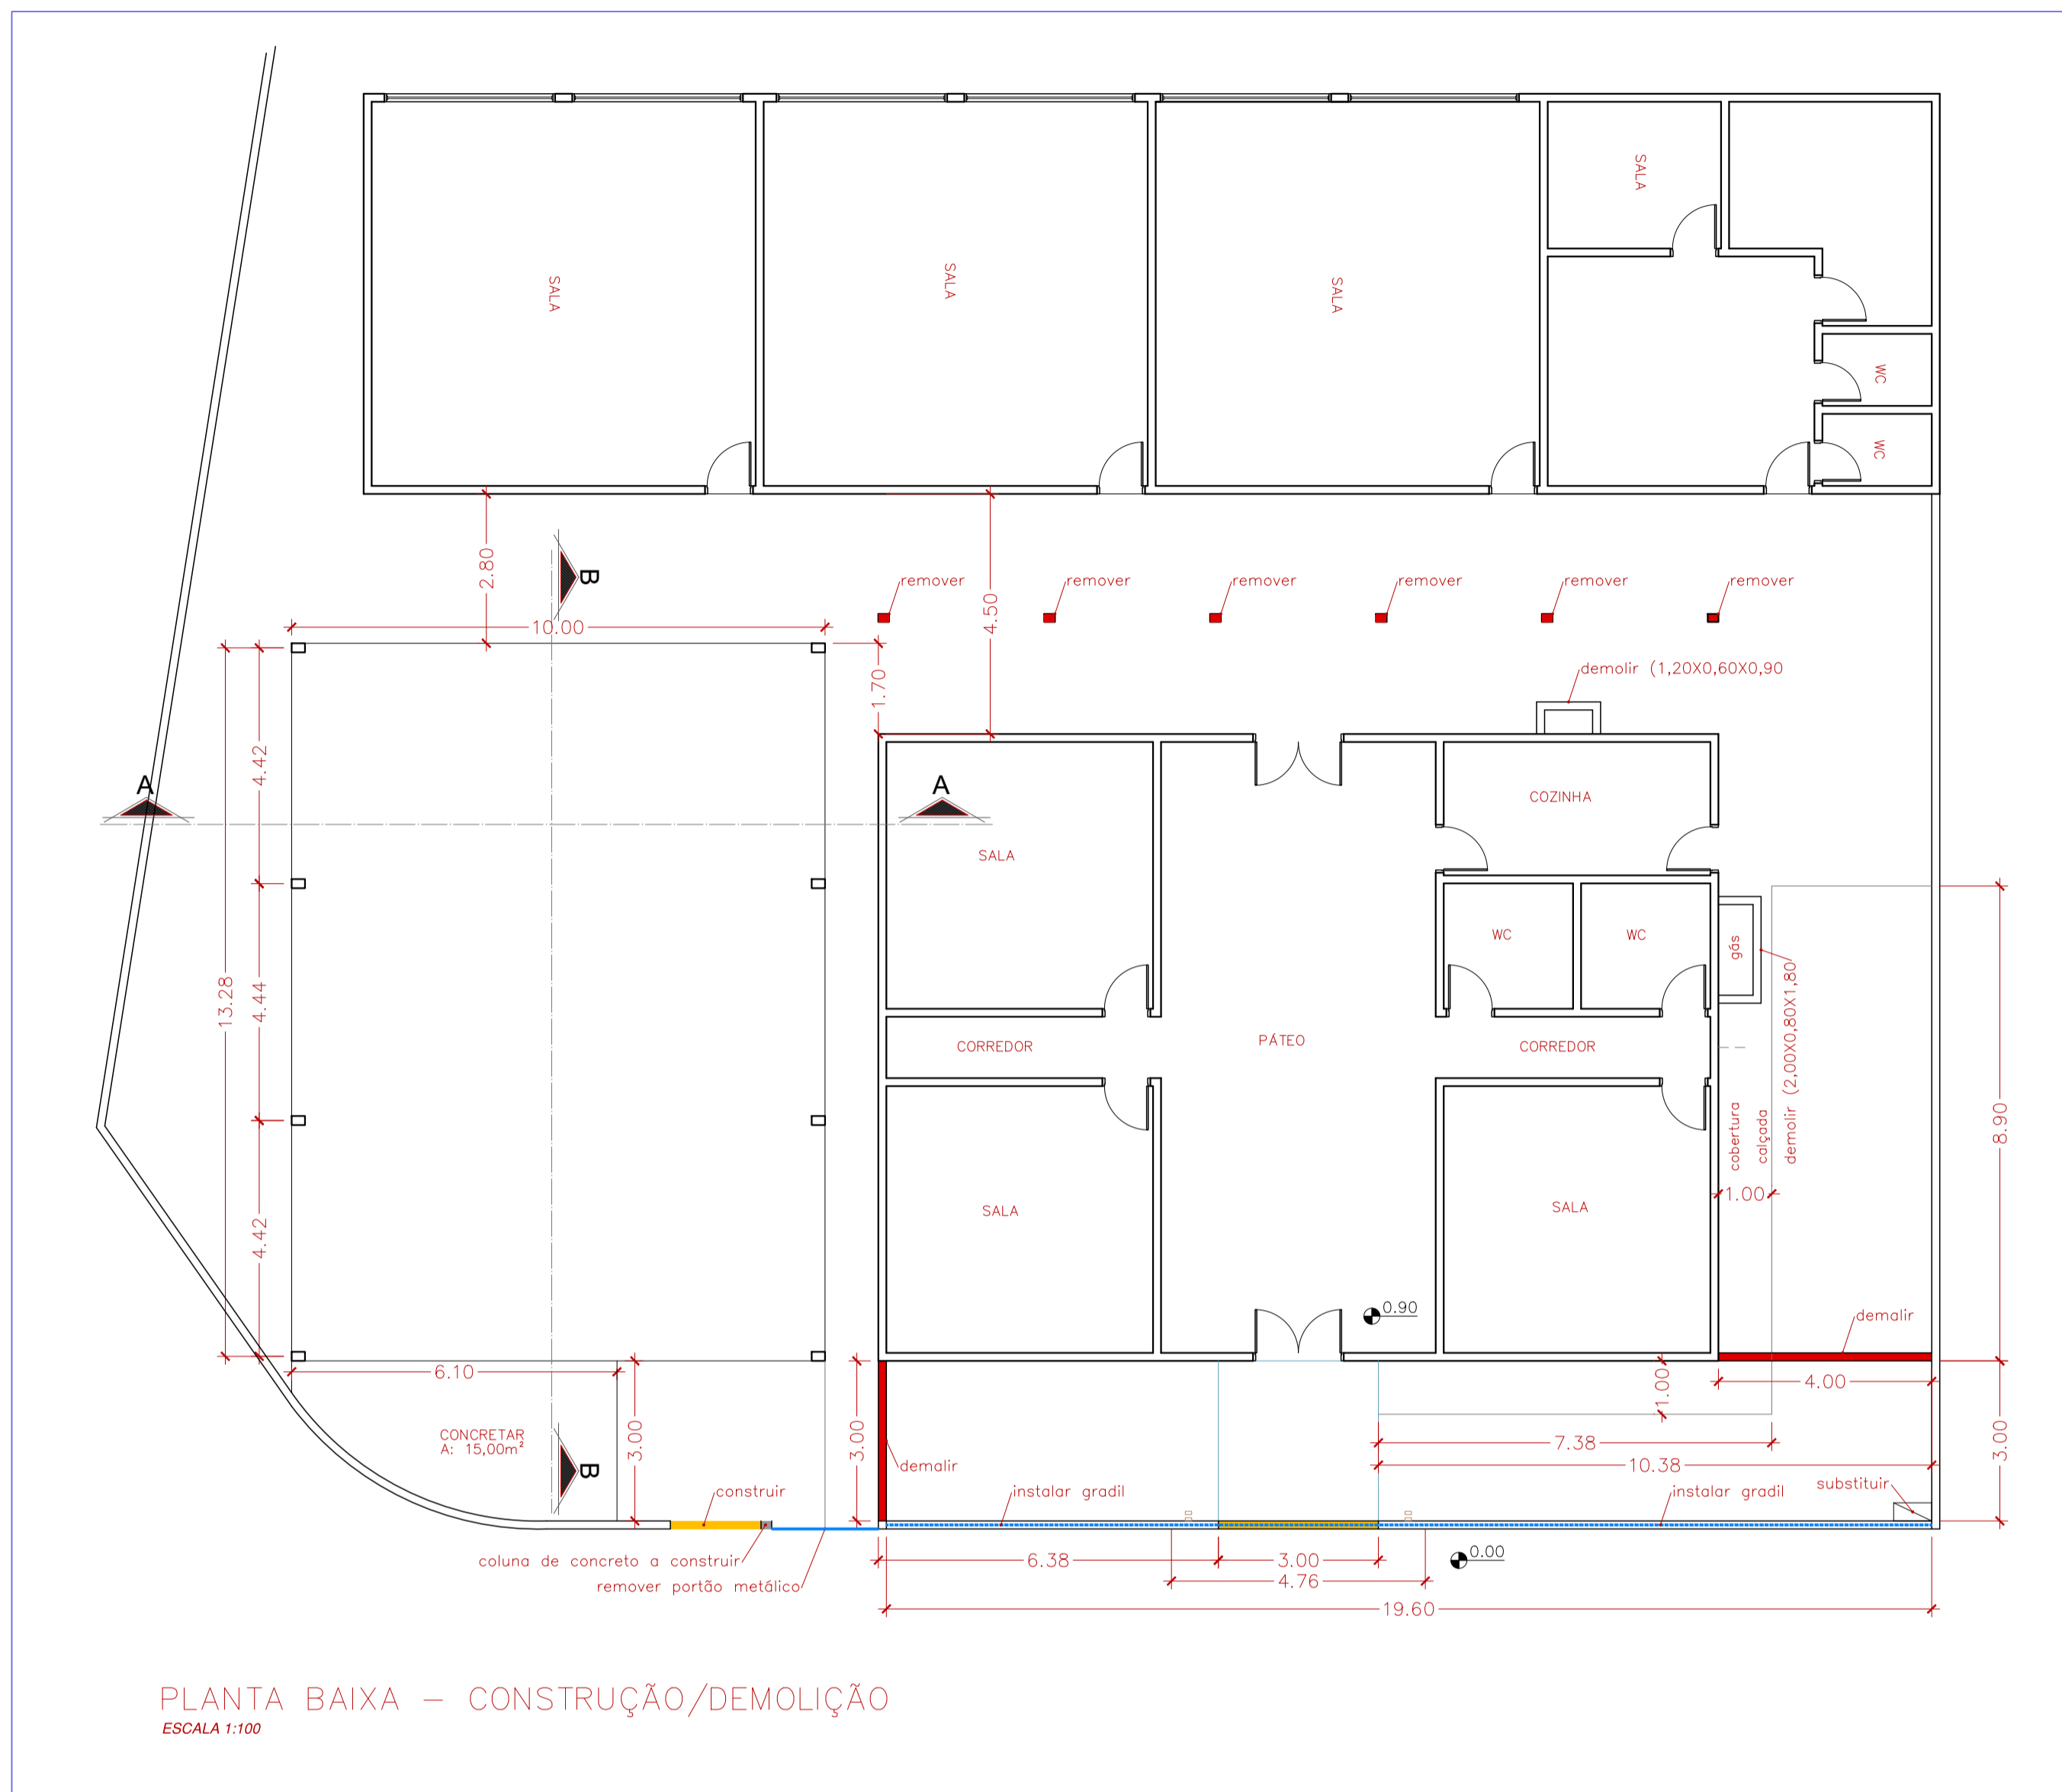 SALA
SALA
SALA
SALA
WC
WC
2.80
B
remover
remover
remover
remover
remover
remover
4.50
10.00
1.70
demolir (1,20X0,60X0,90
4.42
A
A
COZINHA
SALA
WC
WC
gás
13.28
4.44
CORREDOR
PÁTEO
CORREDOR
demolir (2,00X0,80X1,80
cobertura
calçada
8.90
1.00
4.42
SALA
SALA
0.90
demalir
6.10
1.00
4.00
CONCRETAR
A: 15,00m²
3.00
3.00
3.00
B
demalir
7.38
10.38
construir
instalar gradil
instalar gradil
substituir
coluna de concreto a construir
remover portão metálico
6.38
3.00
0.00
4.76
19.60
PLANTA BAIXA – CONSTRUÇÃO/DEMOLIÇÃO
ESCALA 1:100